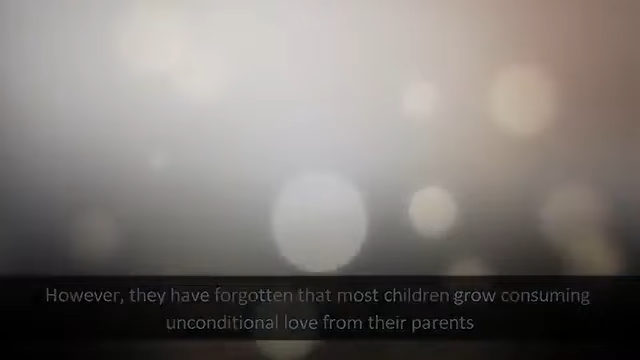 However, they have forgotten that most children grow consuming
unconditional love from their parents